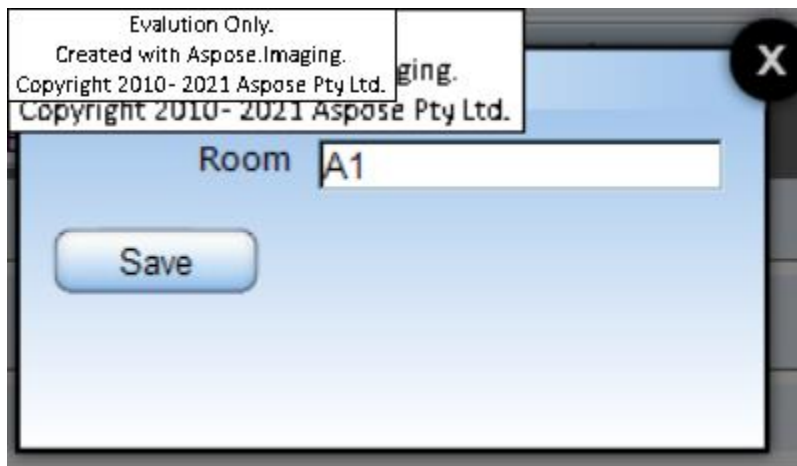 Evalution Only.
Created with Aspose.Imaging.
Copyright 2010- 2021 Aspose Pty Ltd.
ging.
Copyright 2010- 2021 Aspose Pty Ltd.
X
Room A1
Save